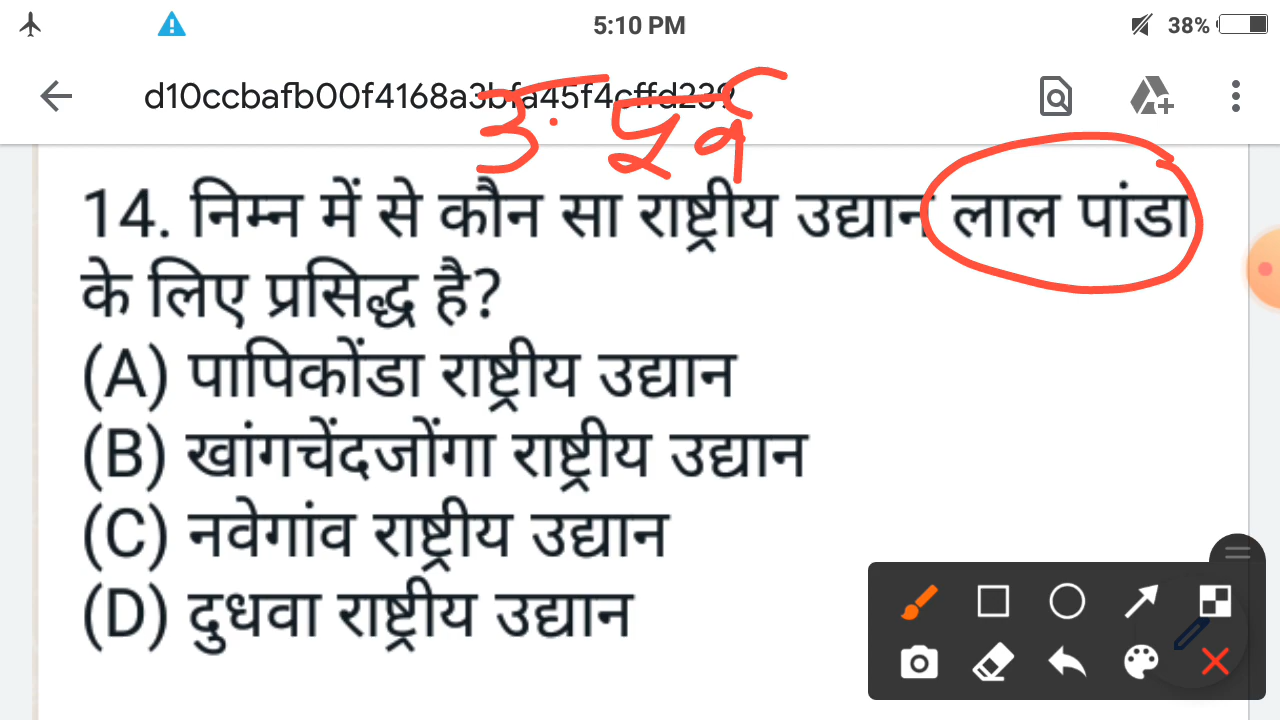 5:10 PM
38%
d10ccbafb00f4168a3bfa45f4cffd239
उ. पूर्व
14. निम्न में से कौन सा राष्ट्रीय उद्यान लाल पांडा
के लिए प्रसिद्ध है?
(A) पापिकोंडा राष्ट्रीय उद्यान
(B) खांगचेंदजोंगा राष्ट्रीय उद्यान
(C) नवेगांव राष्ट्रीय उद्यान
(D) दुधवा राष्ट्रीय उद्यान